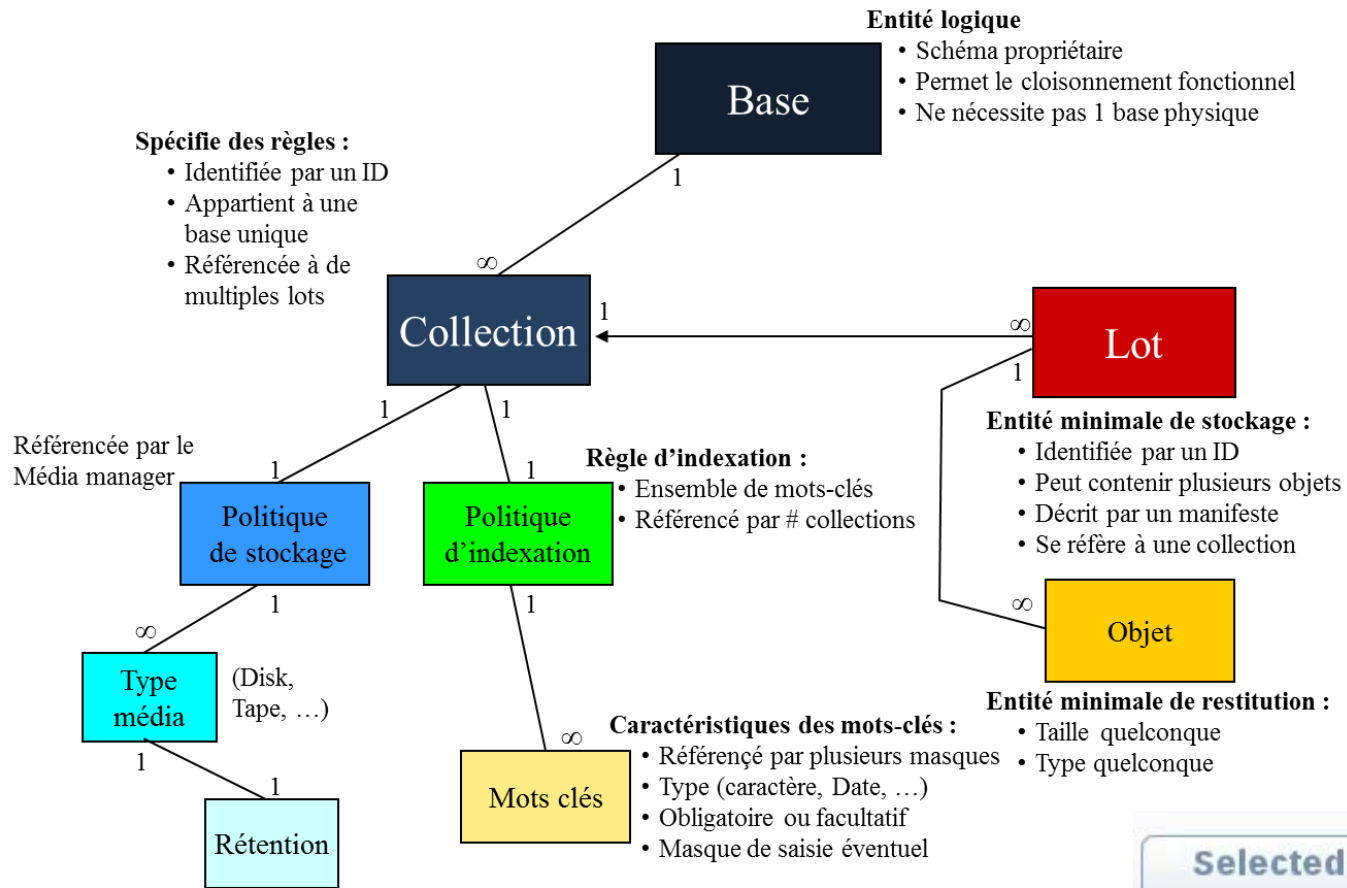 Entité logique
• Schéma propriétaire
• Permet le cloisonnement fonctionnel
• Ne nécessite pas 1 base physique
Base
1
Spécifie des règles :
• Identifiée par un ID
• Appartient à une
base unique
• Référencée à de
multiples lots
∞
Collection
1
∞
Lot
1
1
1
Référencée par le
Média manager
1
1
Politique
de stockage
Politique
d'indexation
Règle d'indexation :
• Ensemble de mots-clés
• Référencé par # collections
Entité minimale de stockage :
• Identifiée par un ID
• Peut contenir plusieurs objets
• Décrit par un manifeste
• Se réfère à une collection
1
1
∞
∞
Objet
Type
média
(Disk,
Tape, …)
Entité minimale de restitution :
• Taille quelconque
• Type quelconque
1
1
Rétention
∞
Mots clés
Caractéristiques des mots-clés :
• Référençé par plusieurs masques
• Type (caractère, Date, …)
• Obligatoire ou facultatif
• Masque de saisie éventuel
Selected